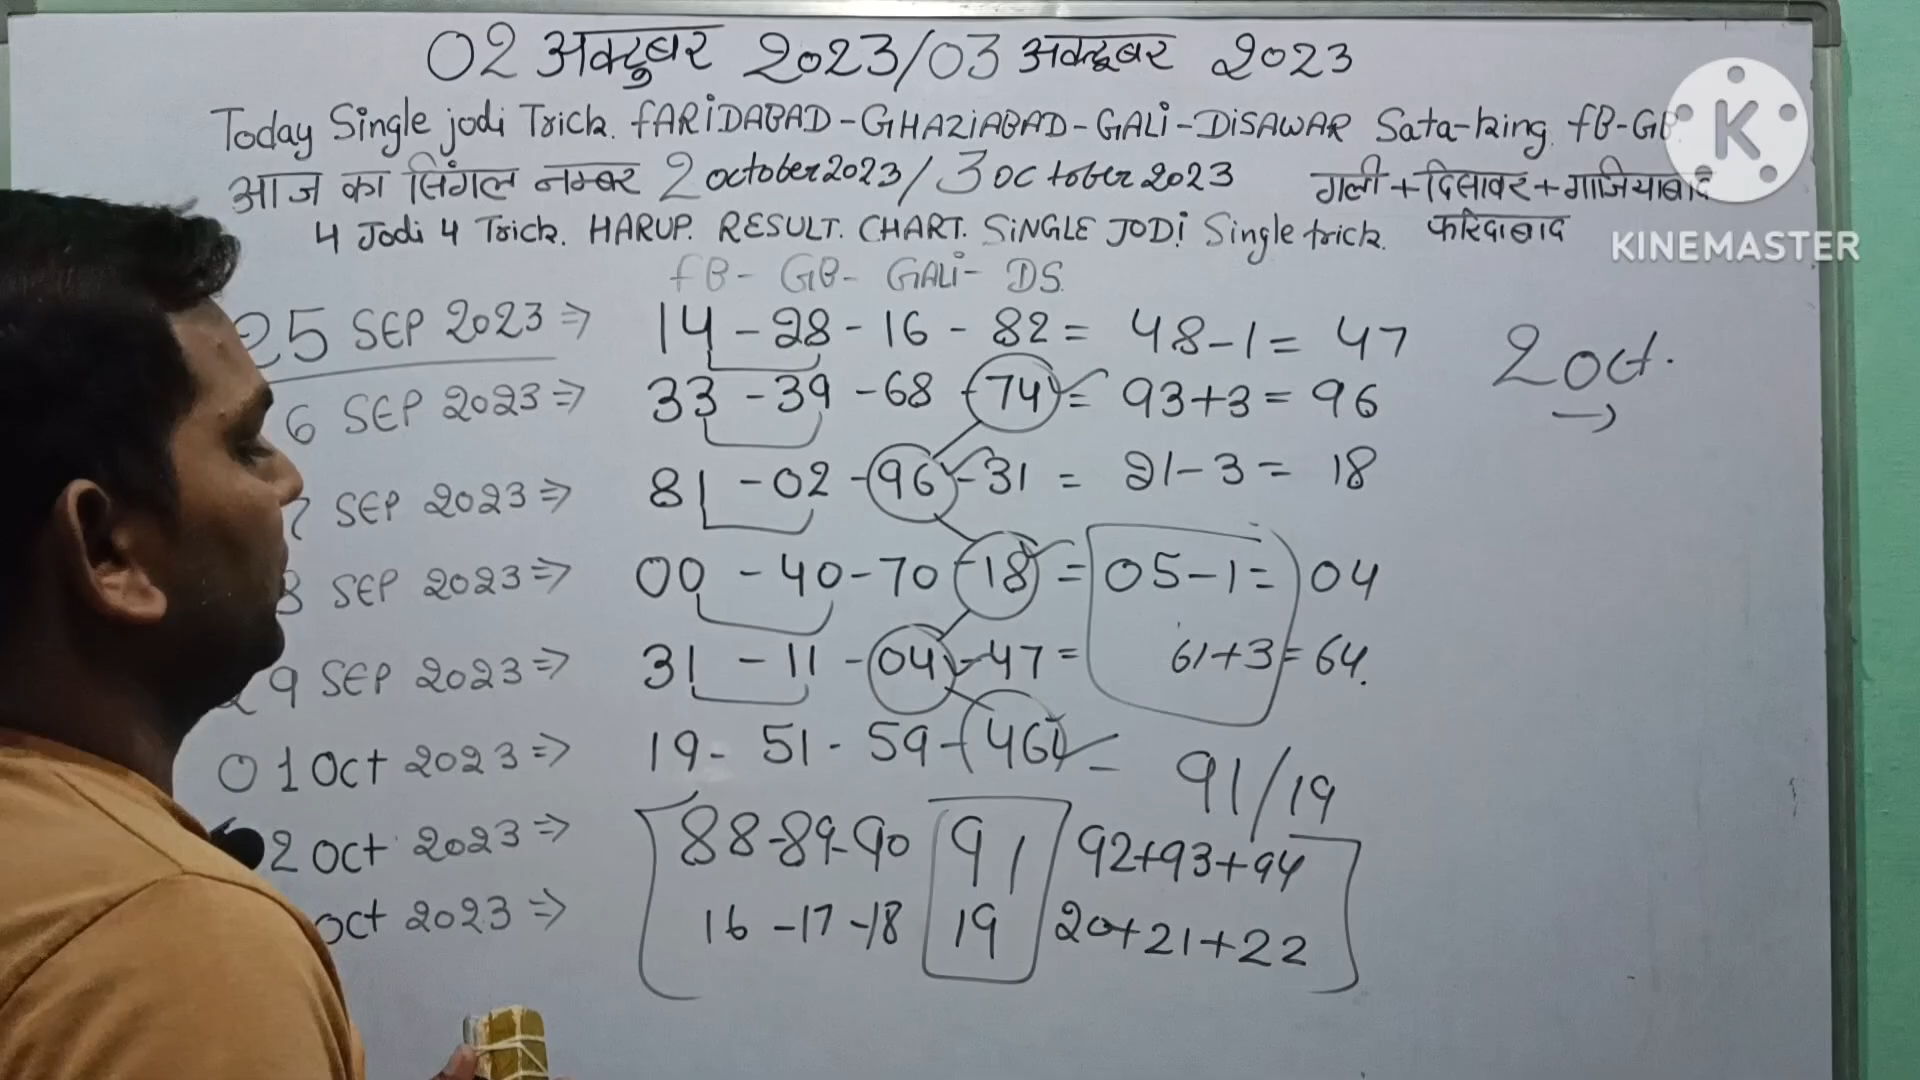 02 अक्टुबर 2023/03 अक्टूबर 2023
Today Single jodi Trick. FARIDABAD-GHAZIABAD-GALI-DISAWAR Sata-king. FB-GB
आज का सिंगल नम्बर 2 october 2023/3 october 2023 गली+दिसावर+गाजियाबाद
4 Jodi 4 Trick. HARUP. RESULT. CHART. SINGLE JODI Single trick. फरिदाबाद
K
KINEMASTER
FB- GB- GALI- DS.
25 SEP 2023⇒ 14-28-16-82= 48-1= 47
6 SEP 2023⇒ 33-39-68-74= 93+3=96
7 SEP 2023⇒ 81-02-96-31= 21-3= 18
8 SEP 2023⇒ 00-40-70-18= 05-1= 04
29 SEP 2023⇒ 31-11-04-47= 61+3=64.
01 Oct 2023⇒ 19-51-59-46 91/19
02 Oct 2023⇒ 88-89-90 91 92+93+94
oct 2023⇒ 16-17-18 19 20+21+22
2 oct.